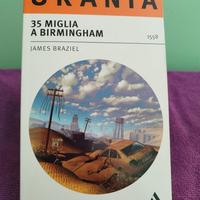 URANIA
35 MIGLIA
A BIRMINGHAM
1558
JAMES BRAZIEL